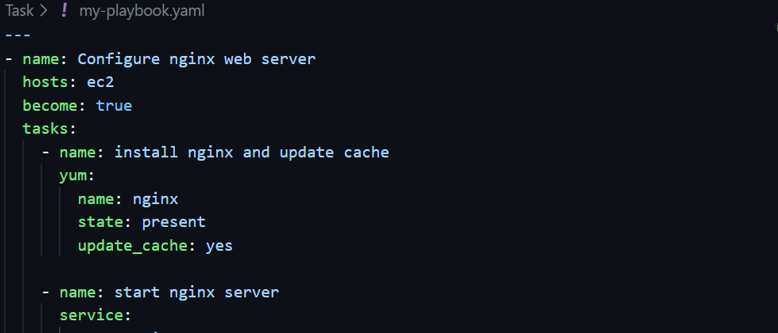 Task > ! my-playbook.yaml
---
- name: Configure nginx web server
  hosts: ec2
  become: true
  tasks:
    - name: install nginx and update cache
      yum:
        name: nginx
        state: present
        update_cache: yes

    - name: start nginx server
      service: